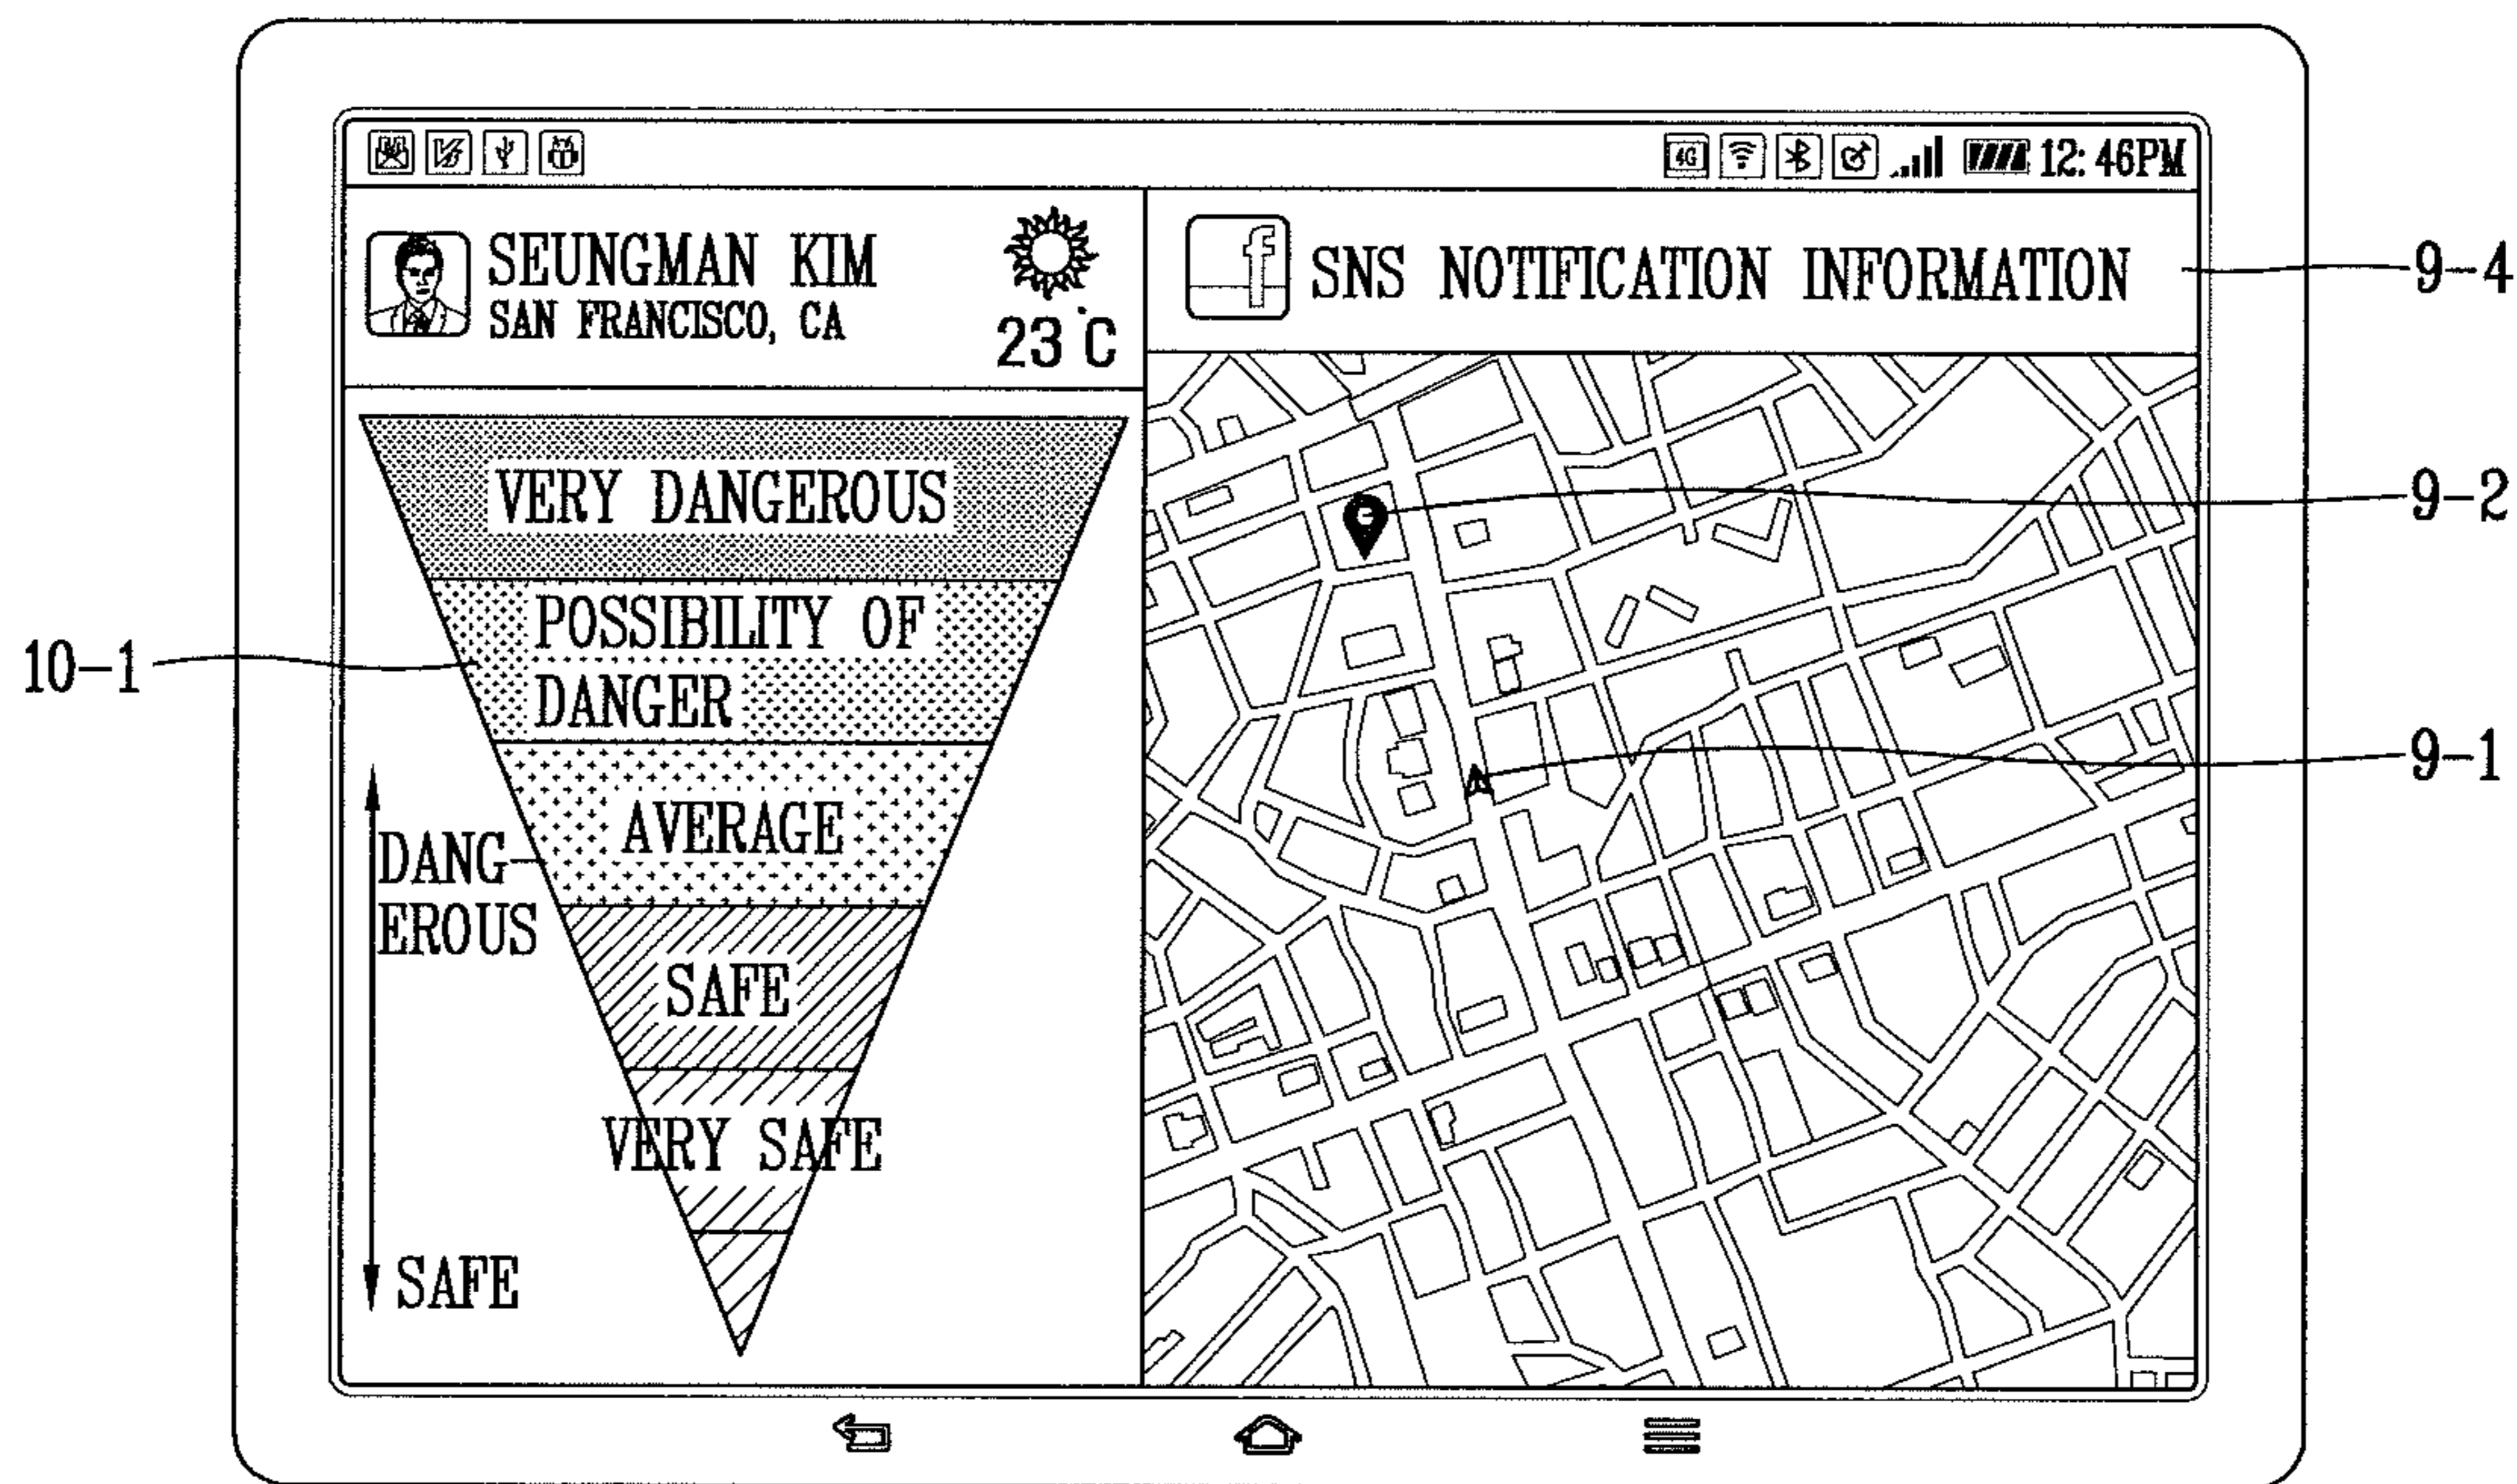 4G 12:46PM
SEUNGMAN KIM
SAN FRANCISCO, CA
23°C
f SNS NOTIFICATION INFORMATION
9-4
VERY DANGEROUS
9-2
POSSIBILITY OF
DANGER
10-1
9-1
AVERAGE
DANG-
EROUS
SAFE
VERY SAFE
SAFE